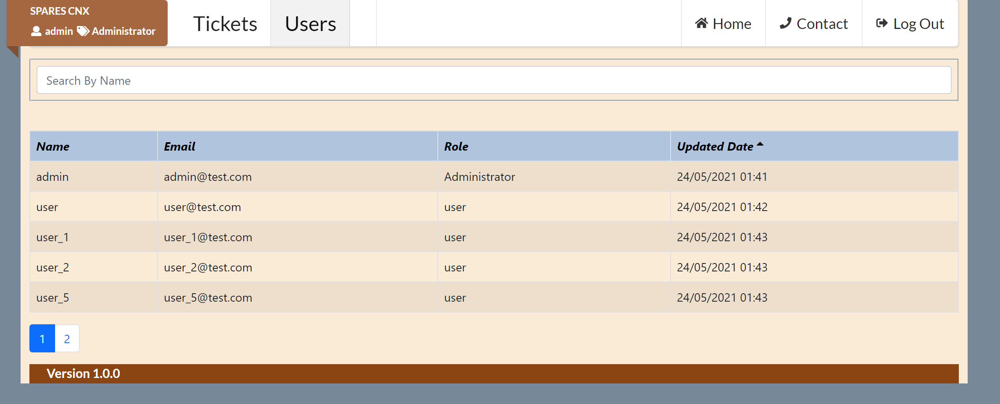 SPARES CNX
admin Administrator
Tickets Users Home Contact Log Out
Search By Name
Name Email Role Updated Date
admin admin@test.com Administrator 24/05/2021 01:41
user user@test.com user 24/05/2021 01:42
user_1 user_1@test.com user 24/05/2021 01:43
user_2 user_2@test.com user 24/05/2021 01:43
user_5 user_5@test.com user 24/05/2021 01:43
1 2
Version 1.0.0